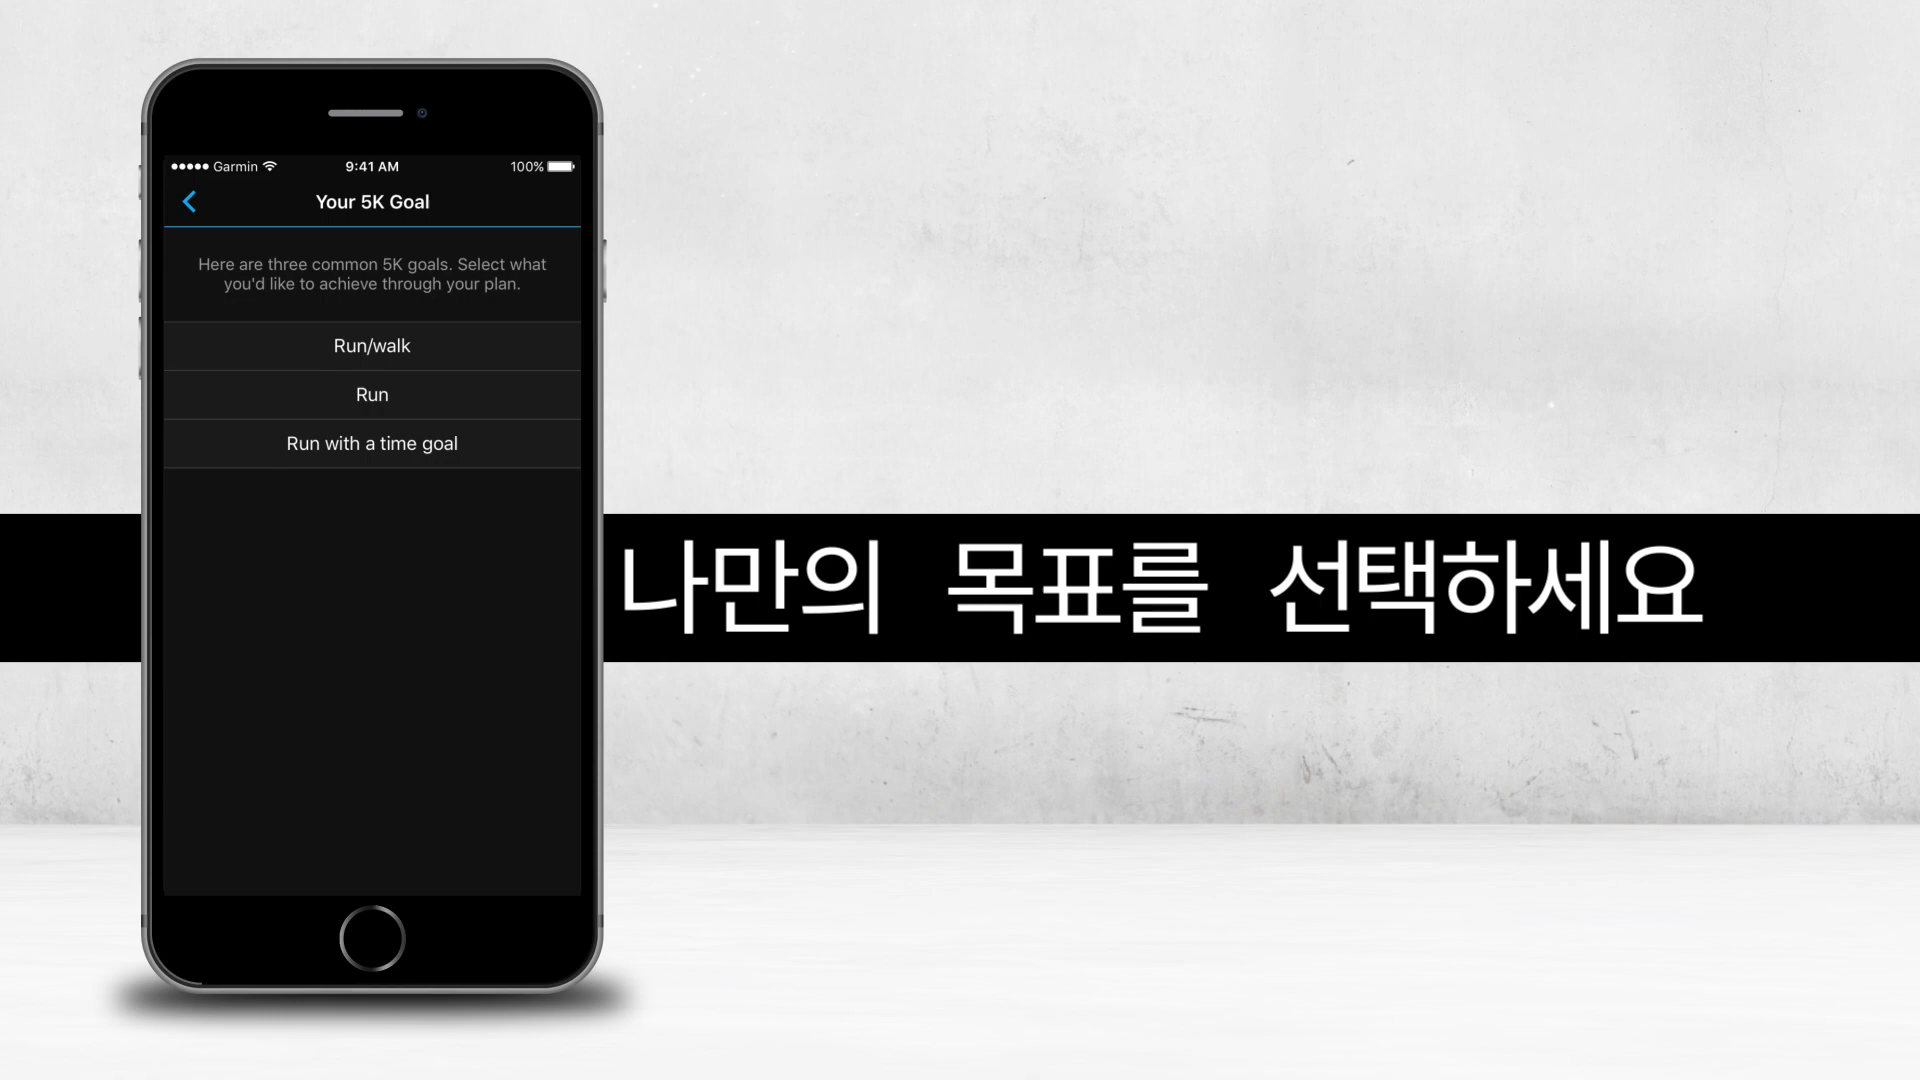 Garmin 9:41 AM 100%
Your 5K Goal
Here are three common 5K goals. Select what
you'd like to achieve through your plan.
Run/walk
Run
Run with a time goal
나만의 목표를 선택하세요